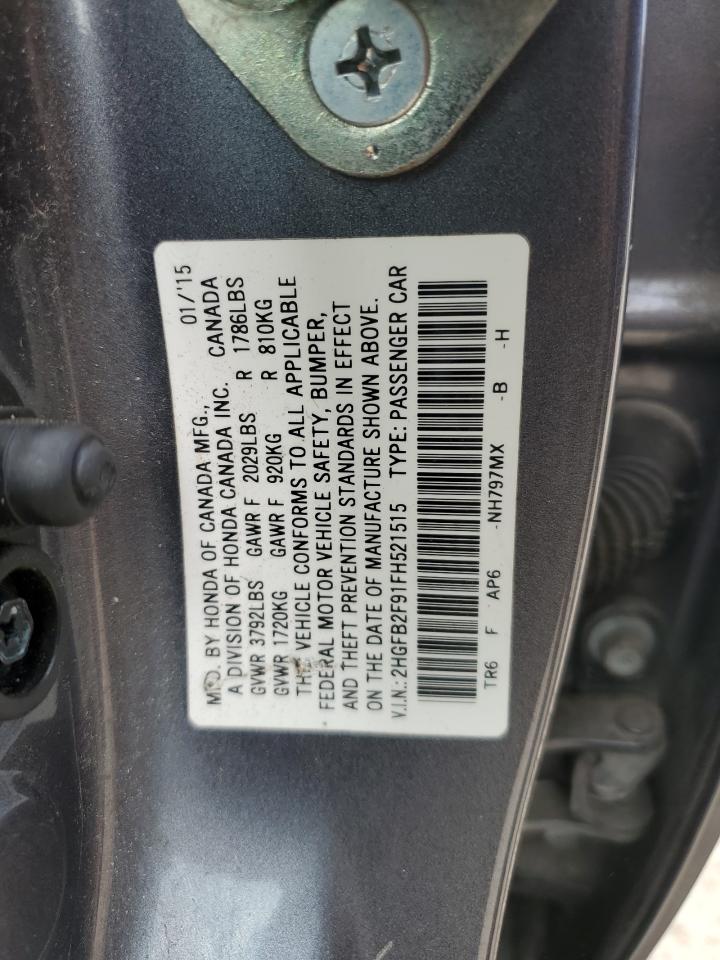 MFD. BY HONDA OF CANADA MFG., 01/'15
A DIVISION OF HONDA CANADA INC. CANADA
GVWR 3792LBS GAWR F 2029LBS R 1786LBS
GVWR 1720KG GAWR F 920KG R 810KG
THIS VEHICLE CONFORMS TO ALL APPLICABLE
FEDERAL MOTOR VEHICLE SAFETY, BUMPER,
AND THEFT PREVENTION STANDARDS IN EFFECT
ON THE DATE OF MANUFACTURE SHOWN ABOVE.
V.I.N.: 2HGFB2F91FH521515 TYPE: PASSENGER CAR
TR6 F AP6 -NH797MX -B -H